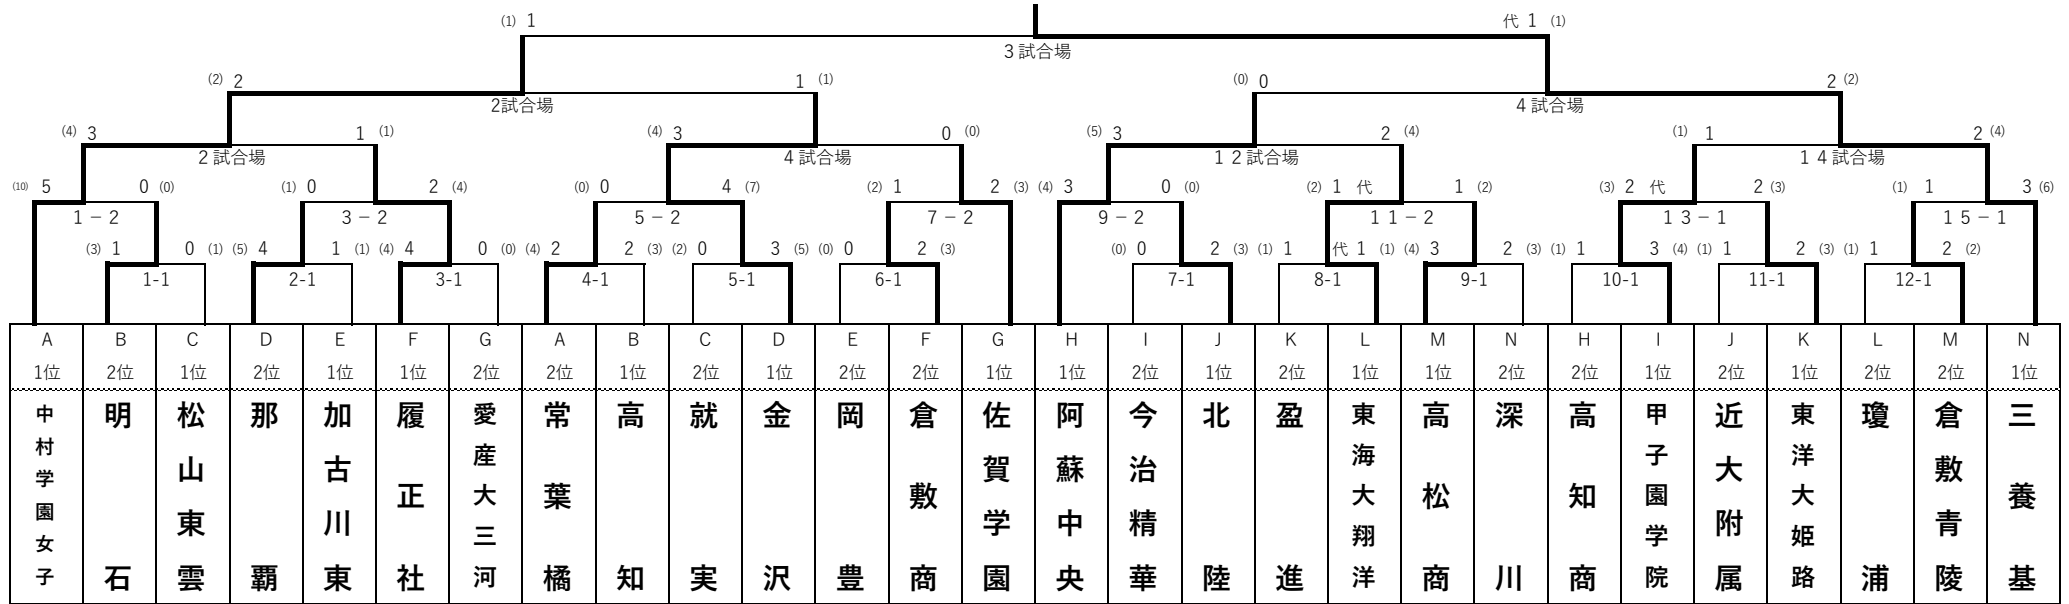 (1) 1 代 1 (1)
3 試合場
(2) 2 1 (1) (0) 0 2 (2)
2試合場 4 試合場
(4) 3 1 (1) (4) 3 0 (0) (5) 3 2 (4) (1) 1 2 (4)
2 試合場 4 試合場 1 2 試合場 1 4 試合場
(10) 5 0 (0) (1) 0 2 (4) (0) 0 4 (7) (2) 1 2 (3) (4) 3 0 (0) (2) 1 代 1 (2) (3) 2 代 2 (3) (1) 1 3 (6)
1 − 2 3 − 2 5 − 2 7 − 2 9 − 2 1 1 − 2 1 3 − 1 1 5 − 1
(3) 1 0 (1) (5) 4 1 (1) (4) 4 0 (0) (4) 2 2 (3) (2) 0 3 (5) (0) 0 2 (3) (0) 0 2 (3) (1) 1 代 1 (1) (4) 3 2 (3) (1) 1 3 (4) (1) 1 2 (3) (1) 1 2 (2)
1-1 2-1 3-1 4-1 5-1 6-1 7-1 8-1 9-1 10-1 11-1 12-1
A B C D E F G A B C D E F G H I J K L M N H I J K L M N
1位 2位 1位 2位 1位 1位 2位 2位 1位 2位 1位 2位 2位 1位 1位 2位 1位 2位 1位 1位 2位 2位 1位 2位 1位 2位 2位 1位
中村学園女子
明石
松山東雲
那覇
加古川東
履正社
愛産大三河
常葉橘
高知
就実
金沢
岡豊
倉敷商
佐賀学園
阿蘇中央
今治精華
北陸
盈進
東海大翔洋
高松商
深川
高知商
甲子園学院
近大附属
東洋大姫路
瓊浦
倉敷青陵
三養基